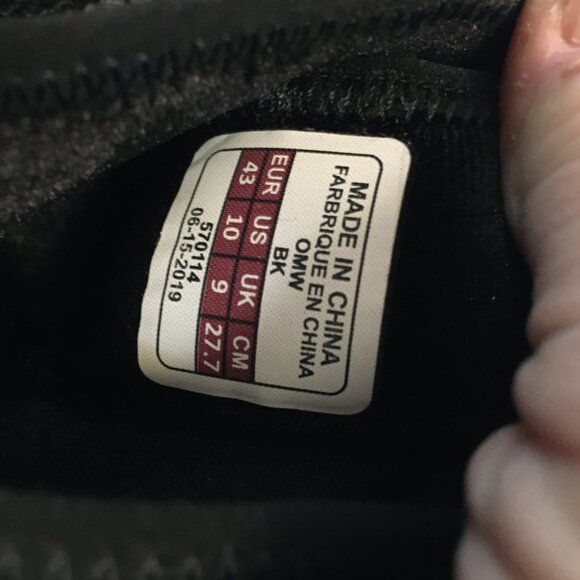 MADE IN CHINA
FARBRIQUE EN CHINA
OMW
BK
EUR US UK CM
43 10 9 27.7
570114
06-15-2019